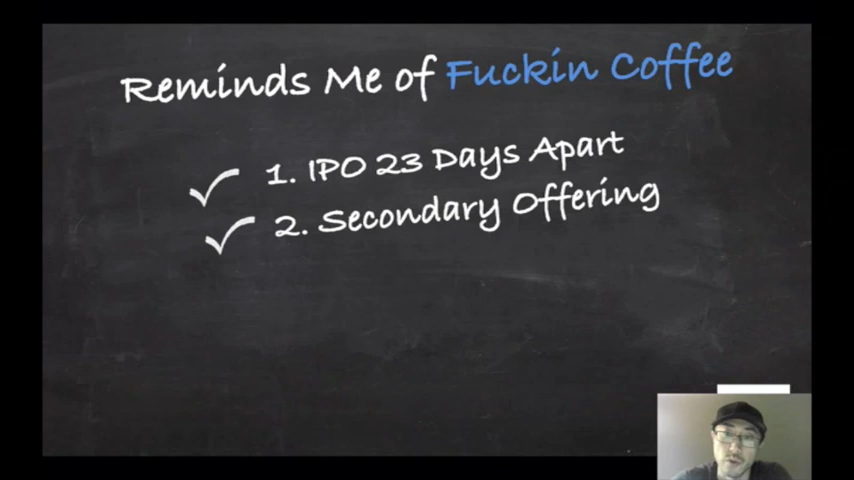 Reminds Me of Fuckin Coffee
1. IPO 23 Days Apart
2. Secondary Offering